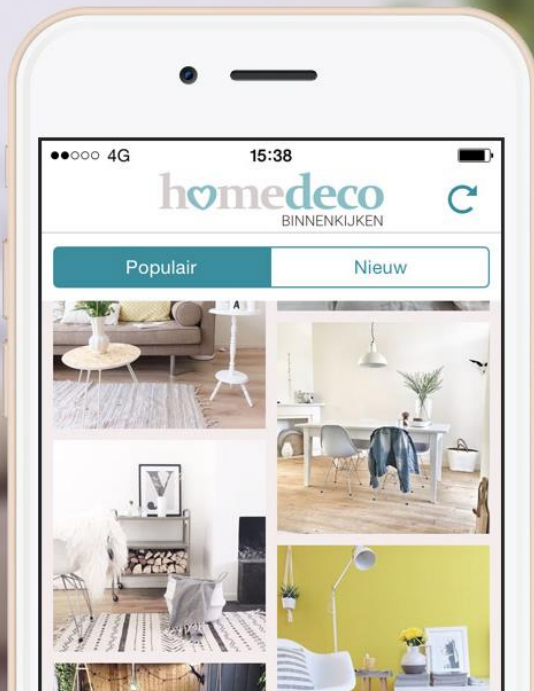 4G 15:38
homedeco
BINNENKIJKEN
Populair Nieuw
A
Y